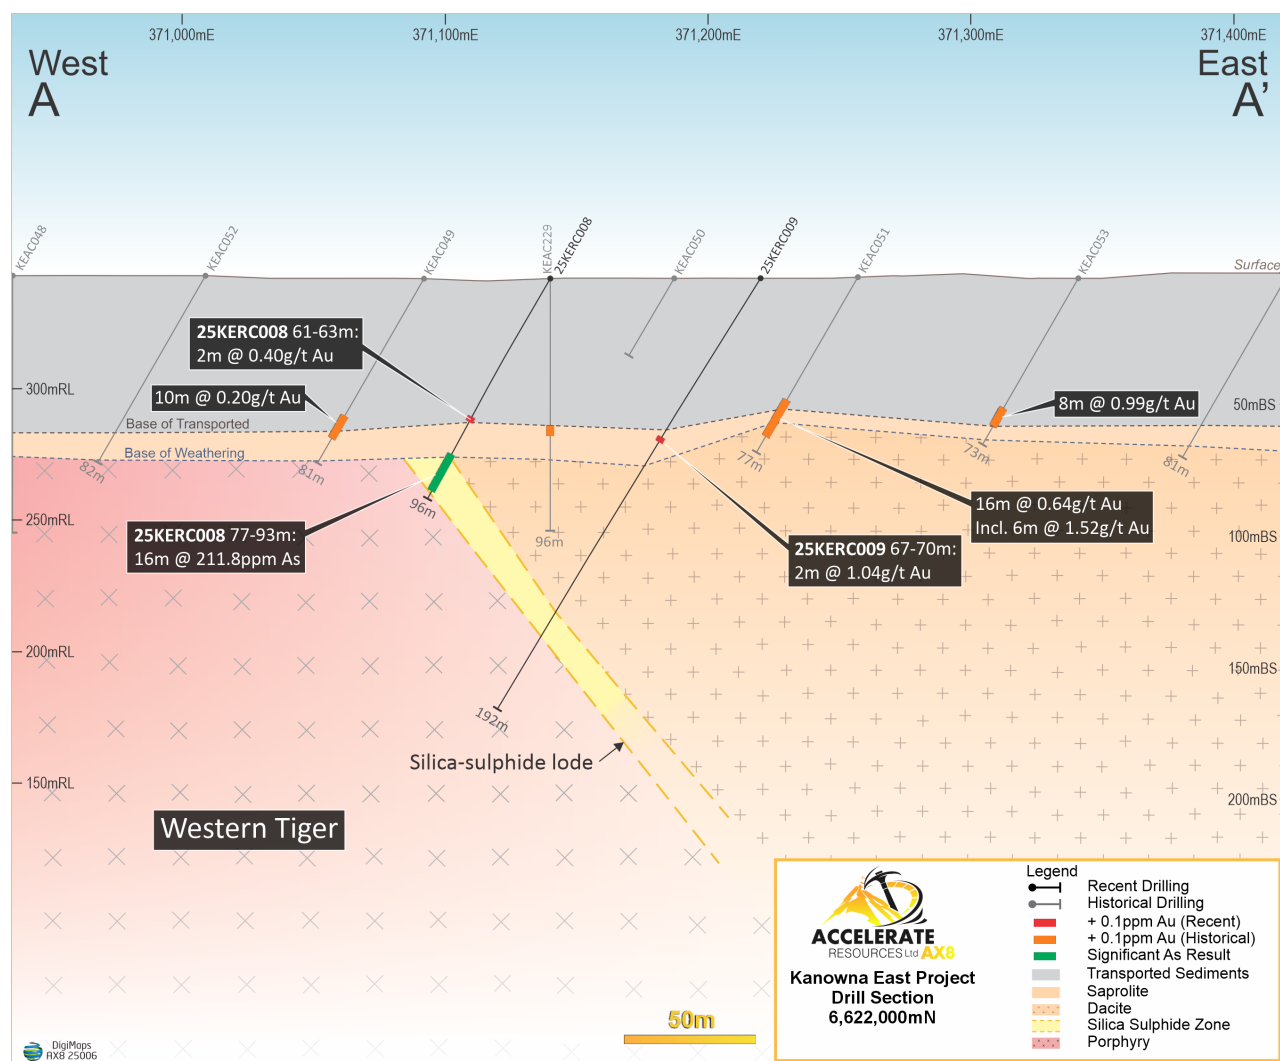 371,000mE
371,100mE
371,200mE
371,300mE
371,400mE
West
A
East
A'
KEAC048
KEAC052
KEAC049
KEAC229
25KERC008
KEAC050
25KERC009
KEAC051
KEAC053
Surface
25KERC008 61-63m:
2m @ 0.40g/t Au
300mRL
10m @ 0.20g/t Au
8m @ 0.99g/t Au
50mBS
Base of Transported
Base of Weathering
82m
81m
77m
73m
81m
96m
16m @ 0.64g/t Au
Incl. 6m @ 1.52g/t Au
250mRL
25KERC008 77-93m:
16m @ 211.8ppm As
96m
100mBS
25KERC009 67-70m:
2m @ 1.04g/t Au
200mRL
150mBS
192m
Silica-sulphide lode
150mRL
200mBS
Western Tiger
ACCELERATE
RESOURCES Ltd AX8
Kanowna East Project
Drill Section
6,622,000mN
Legend
Recent Drilling
Historical Drilling
+ 0.1ppm Au (Recent)
+ 0.1ppm Au (Historical)
Significant As Result
Transported Sediments
Saprolite
Dacite
Silica Sulphide Zone
Porphyry
50m
DigiMaps
AX8 25006